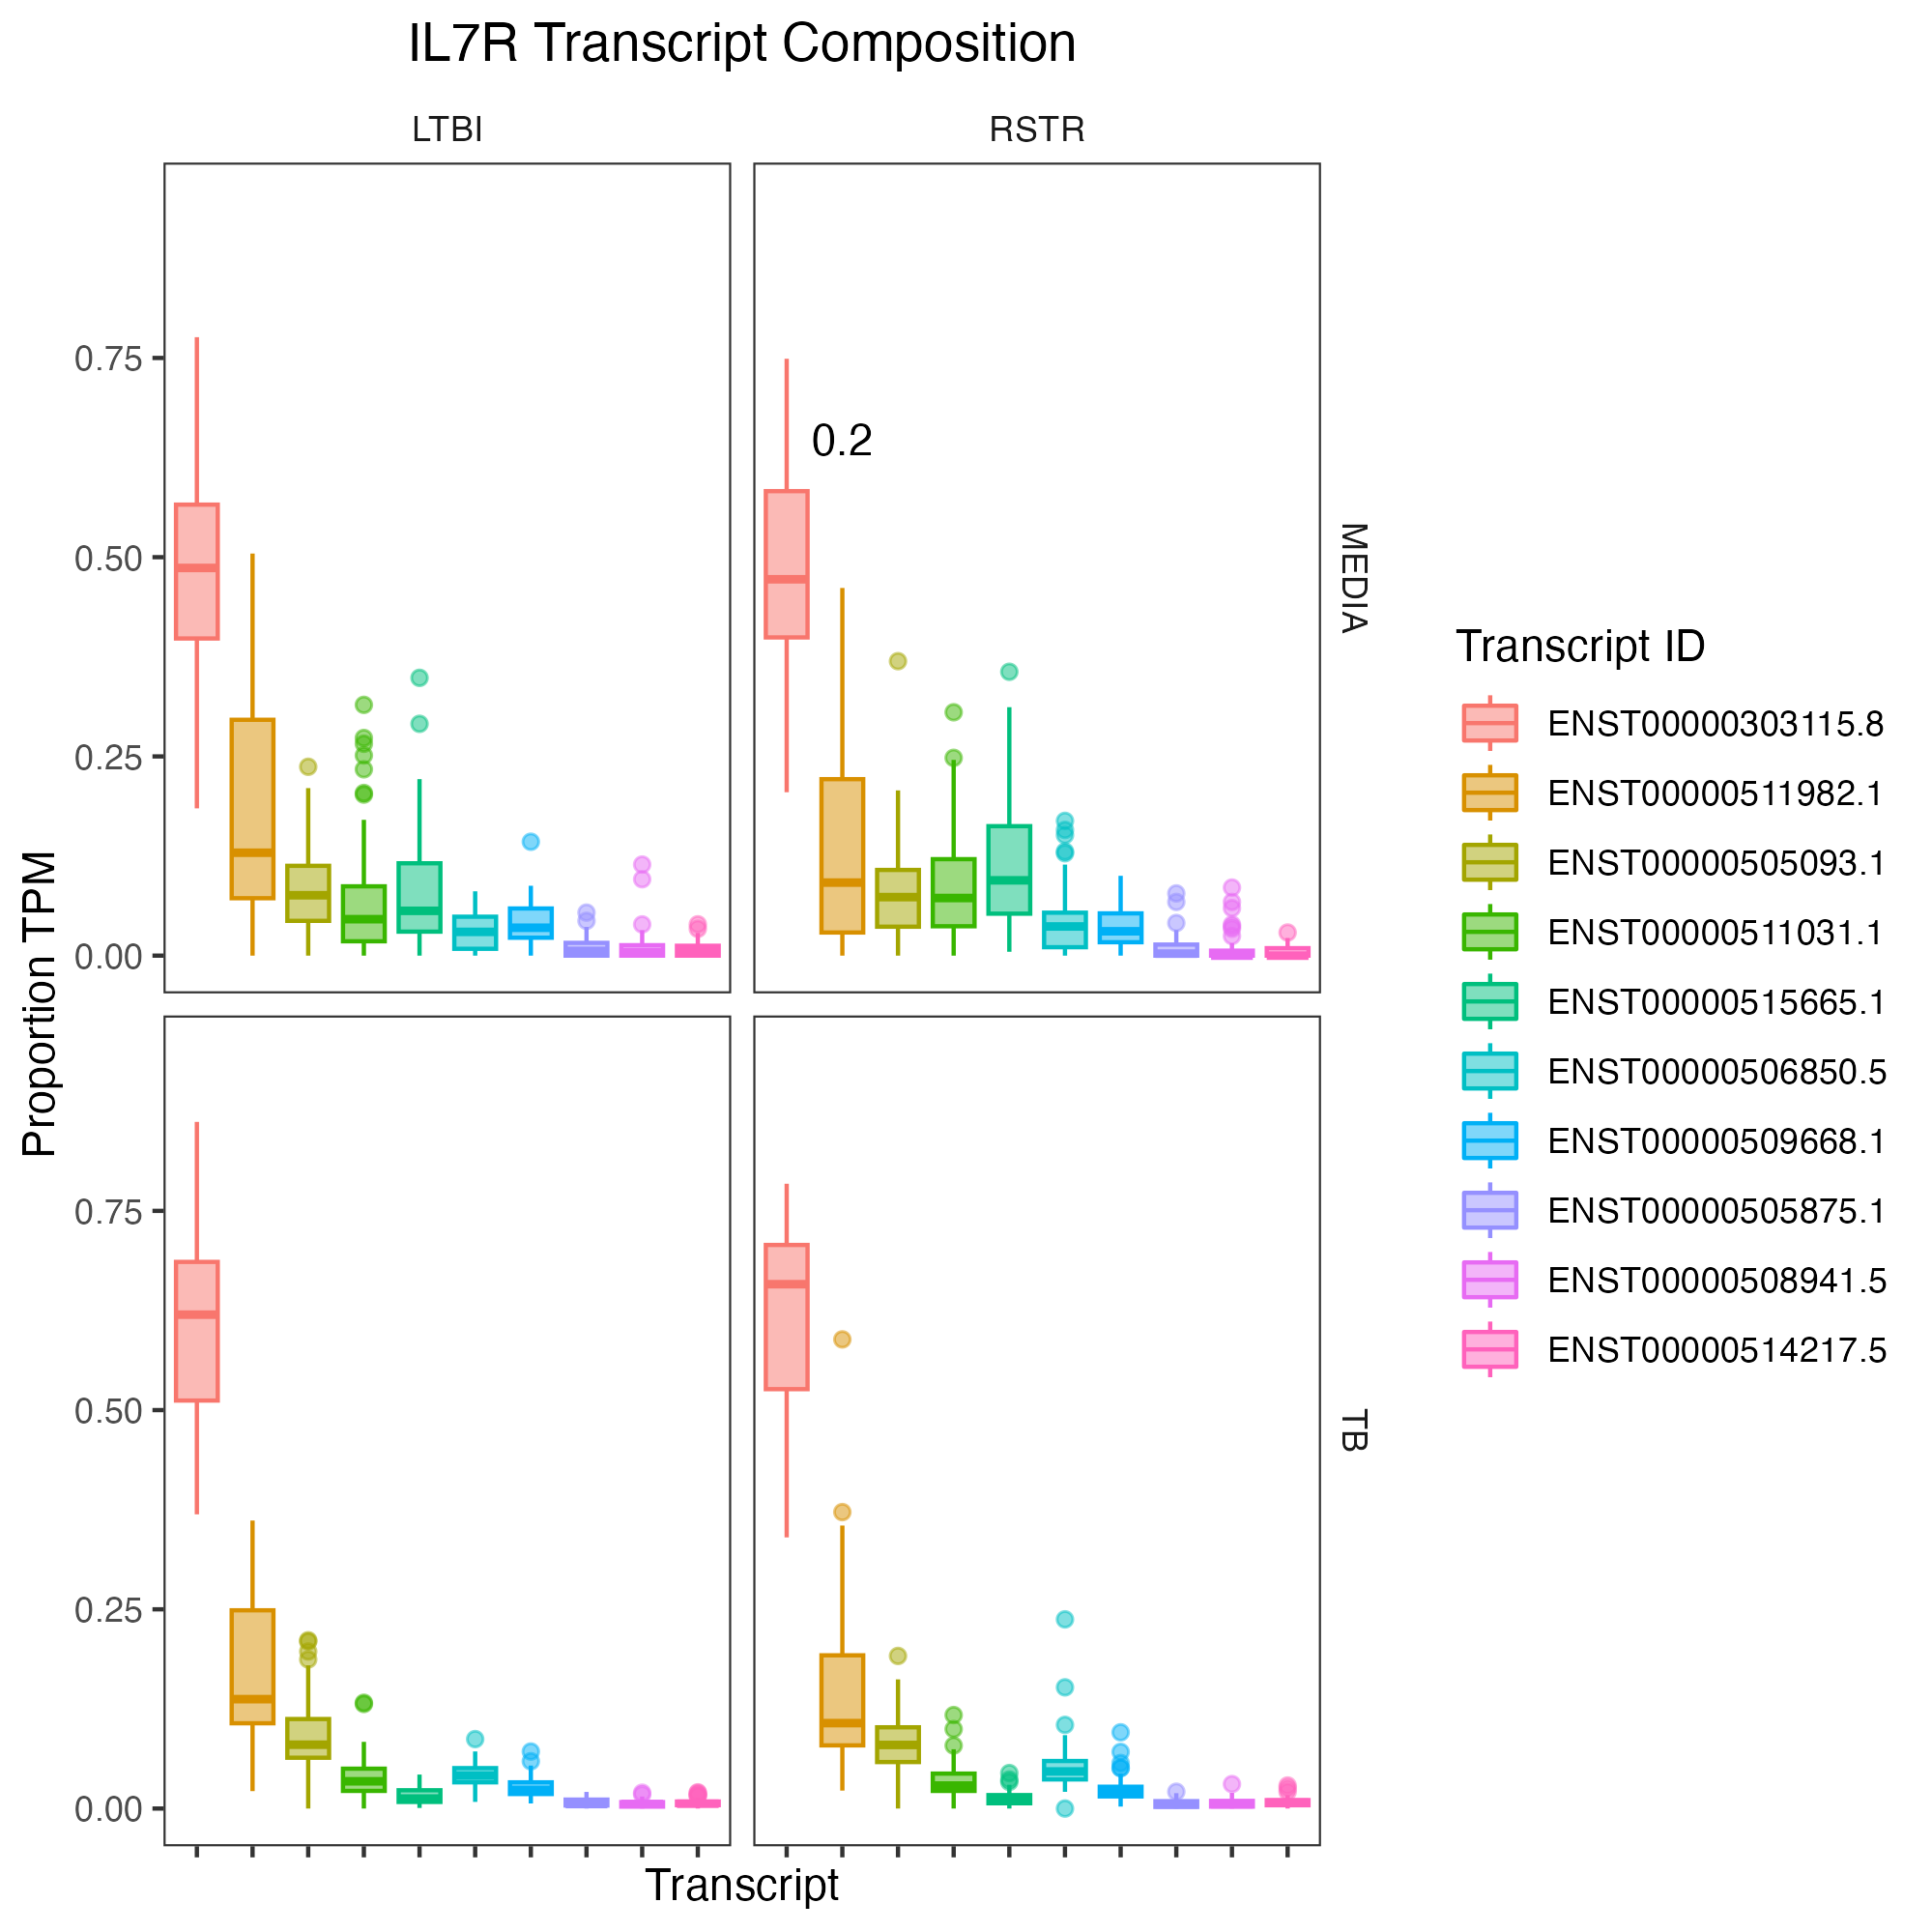 IL7R Transcript Composition
LTBI
RSTR
0.75
0.50
0.25
0.00
0.2
MEDIA
0.75
0.50
0.25
0.00
TB
Proportion TPM
Transcript
Transcript ID
ENST00000303115.8
ENST00000511982.1
ENST00000505093.1
ENST00000511031.1
ENST00000515665.1
ENST00000506850.5
ENST00000509668.1
ENST00000505875.1
ENST00000508941.5
ENST00000514217.5